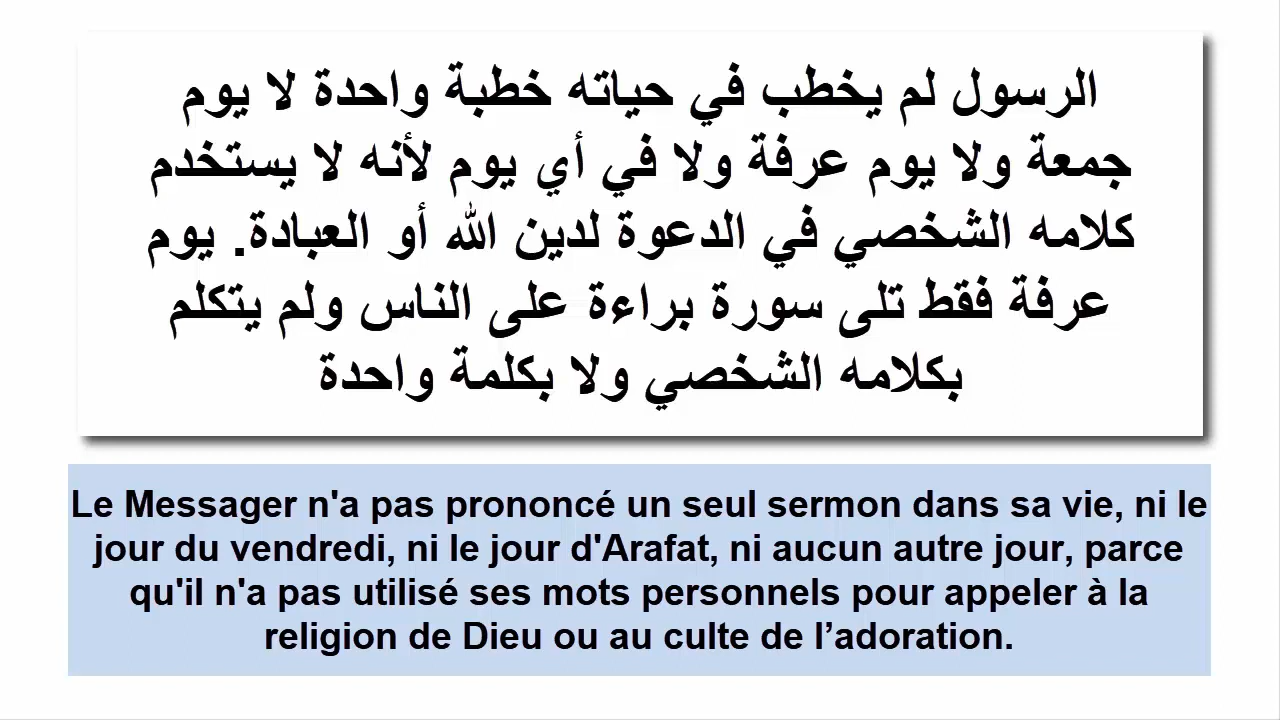 الرسول لم يخطب في حياته خطبة واحدة لا يوم
جمعة ولا يوم عرفة ولا في أي يوم لأنه لا يستخدم
كلامه الشخصي في الدعوة لدين الله أو العبادة. يوم
عرفة فقط تلى سورة براءة على الناس ولم يتكلم
بكلامه الشخصي ولا بكلمة واحدة
Le Messager n'a pas prononcé un seul sermon dans sa vie, ni le
jour du vendredi, ni le jour d'Arafat, ni aucun autre jour, parce
qu'il n'a pas utilisé ses mots personnels pour appeler à la
religion de Dieu ou au culte de l’adoration.